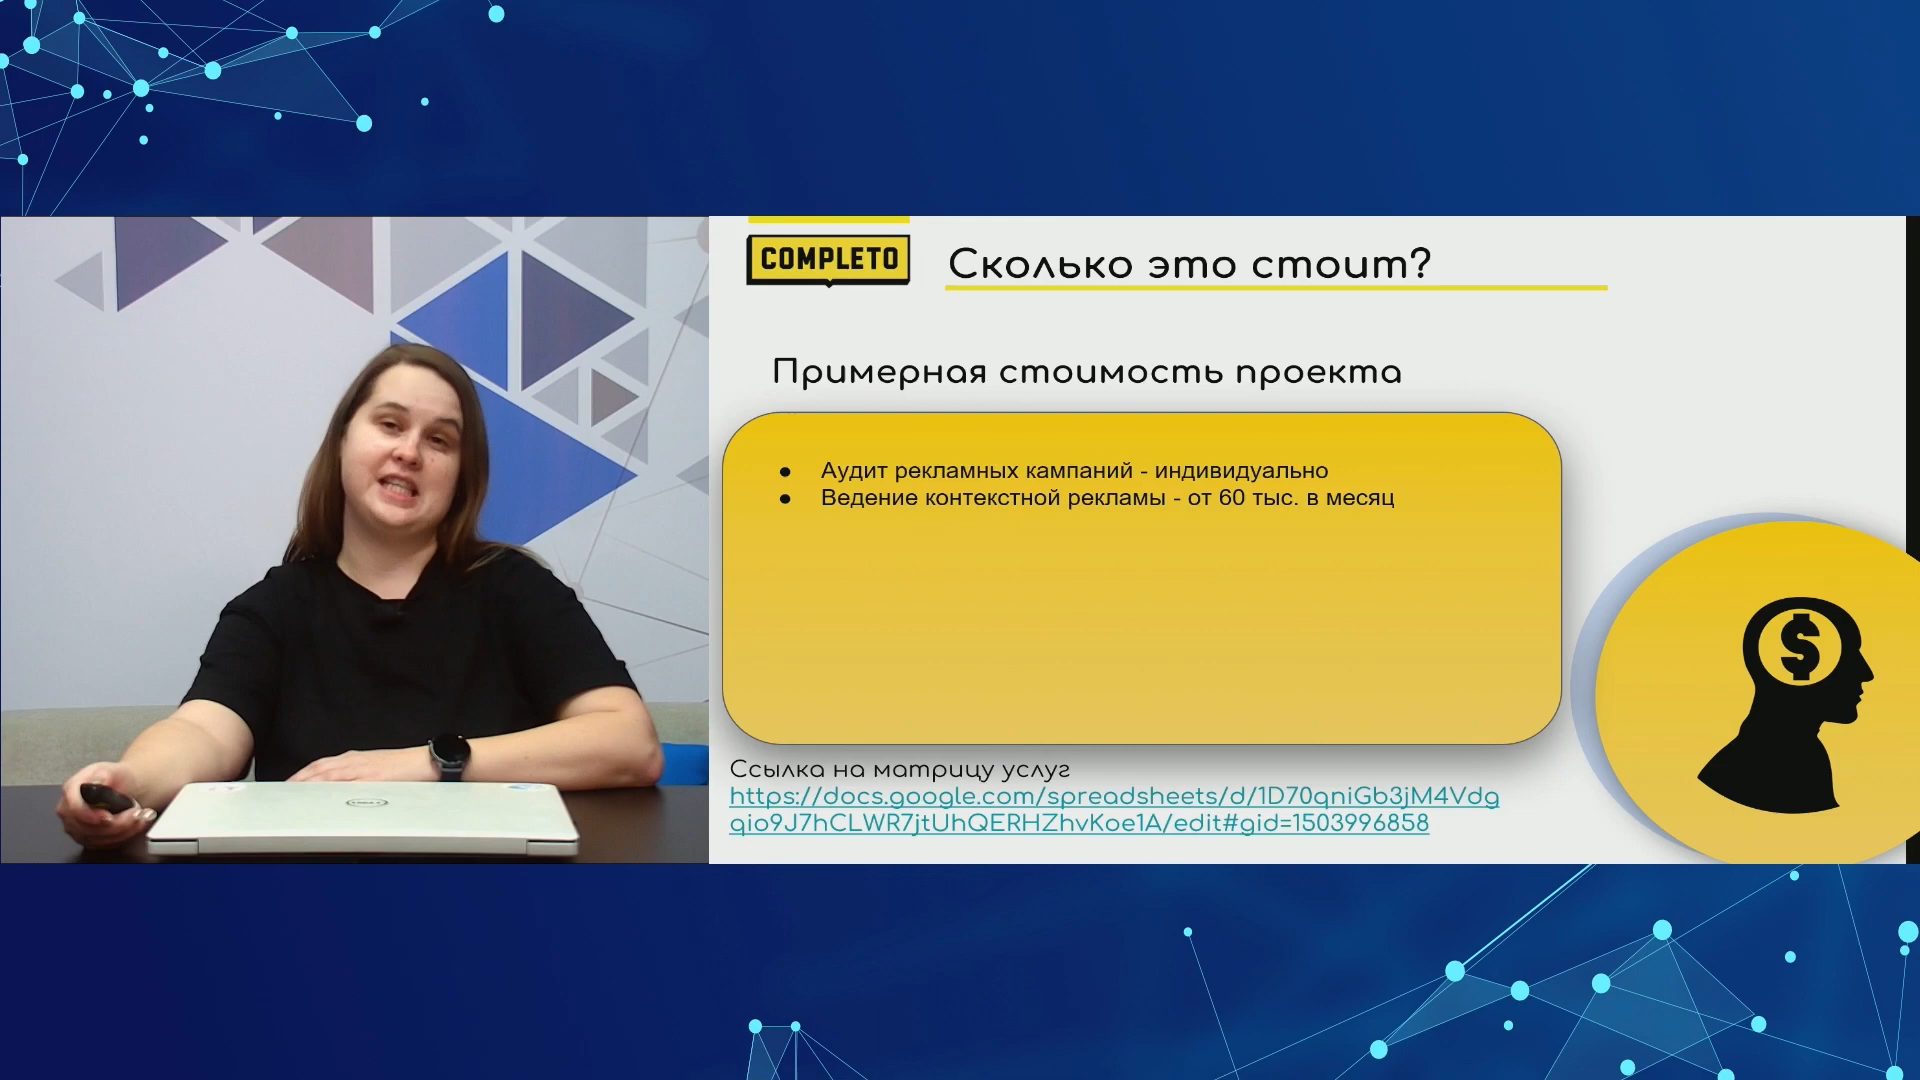 COMPLETO
Сколько это стоит?
Примерная стоимость проекта
● Аудит рекламных кампаний - индивидуально
● Ведение контекстной рекламы - от 60 тыс. в месяц
Ссылка на матрицу услуг
https://docs.google.com/spreadsheets/d/1D70qniGb3jM4Vdg
qio9J7hCLWR7jtUhQERHZhvKoe1A/edit#gid=1503996858
DELL